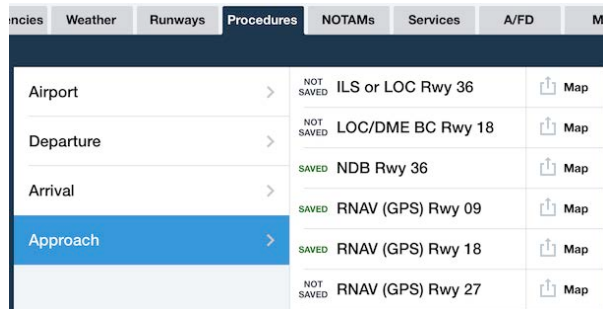 ncies Weather Runways Procedures NOTAMs Services A/FD M
Airport
Departure
Arrival
Approach
NOT SAVED ILS or LOC Rwy 36 Map
NOT SAVED LOC/DME BC Rwy 18 Map
SAVED NDB Rwy 36 Map
SAVED RNAV (GPS) Rwy 09 Map
SAVED RNAV (GPS) Rwy 18 Map
NOT SAVED RNAV (GPS) Rwy 27 Map